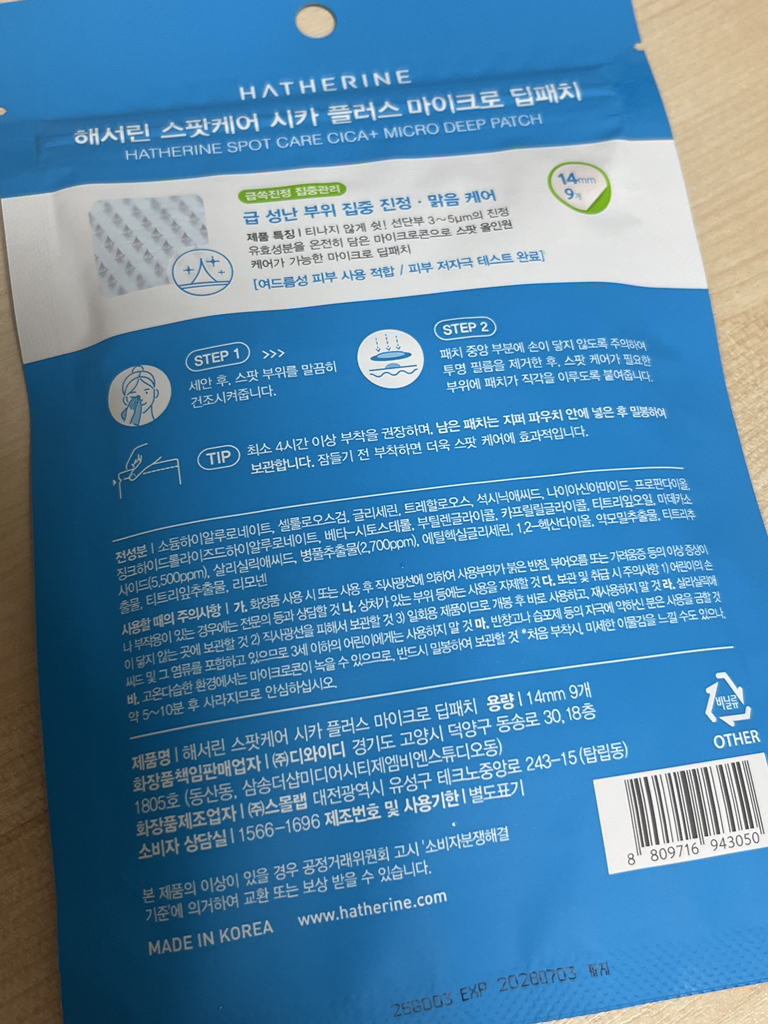 HATHERINE
해서린 스팟케어 시카 플러스 마이크로 딥패치
HATHERINE SPOT CARE CICA+ MICRO DEEP PATCH
급쏙진정 집중관리
급 성난 부위 집중 진정 · 맑음 케어
제품 특징 | 티나지 않게 쉿! 선단부 3~5μm의 진정
유효성분을 온전히 담은 마이크로콘으로 스팟 올인원
케어가 가능한 마이크로 딥패치
[여드름성 피부 사용 적합 / 피부 저자극 테스트 완료]
14mm
9개
STEP 1 >>>
세안 후, 스팟 부위를 말끔히
건조시켜줍니다.
STEP 2
패치 중앙 부분에 손이 닿지 않도록 주의하여
투명 필름을 제거한 후, 스팟 케어가 필요한
부위에 패치가 직각을 이루도록 붙여줍니다.
TIP
최소 4시간 이상 부착을 권장하며, 남은 패치는 지퍼 파우치 안에 넣은 후 밀봉하여
보관합니다. 잠들기 전 부착하면 더욱 스팟 케어에 효과적입니다.
전성분 | 소듐하이알루로네이트, 셀룰로오스검, 글리세린, 트레할로오스, 석시닉애씨드, 나이아신아마이드, 프로판다이올,
징크하이드롤라이즈드하이알루로네이트, 베타-시토스테롤, 부틸렌글라이콜, 카프릴릴글라이콜, 티트리잎오일, 마데카소
사이드(5,500ppm), 살리실릭애씨드, 병풀추출물(2,700ppm), 에틸헥실글리세린, 1,2-헥산다이올, 약모밀추출물, 티트리추
출물, 티트리잎추출물, 리모넨
사용할 때의 주의사항 | 가. 화장품 사용 시 또는 사용 후 직사광선에 의하여 사용부위가 붉은 반점, 부어오름 또는 가려움증 등의 이상 증상이
나 부작용이 있는 경우에는 전문의 등과 상담할 것 나. 상처가 있는 부위 등에는 사용을 자제할 것 다. 보관 및 취급 시 주의사항 1) 어린이의 손
이 닿지 않는 곳에 보관할 것 2) 직사광선을 피해서 보관할 것 3) 일회용 제품이므로 개봉 후 바로 사용하고, 재사용하지 말 것 라. 살리실릭애
씨드 및 그 염류를 포함하고 있으므로 3세 이하의 어린이에게는 사용하지 말 것 마. 반창고나 습포제 등의 자극에 약하신 분은 사용을 금할 것
바. 고온다습한 환경에서는 마이크로콘이 녹을 수 있으므로, 반드시 밀봉하여 보관할 것 *처음 부착시, 미세한 이물감을 느낄 수도 있으나,
약 5~10분 후 사라지므로 안심하십시오.
제품명 | 해서린 스팟케어 시카 플러스 마이크로 딥패치 용량 | 14mm 9개
화장품책임판매업자 | ㈜디와이디 경기도 고양시 덕양구 동송로 30, 18층
1805호 (동산동, 삼송더샵미디어시티제엠비엔스튜디오동)
화장품제조업자 | ㈜스몰랩 대전광역시 유성구 테크노중앙로 243-15 (탑립동)
소비자 상담실 | 1566-1696 제조번호 및 사용기한 | 별도표기
본 제품의 이상이 있을 경우 공정거래위원회 고시 '소비자분쟁해결
기준'에 의거하여 교환 또는 보상 받을 수 있습니다.
MADE IN KOREA www.hatherine.com
비닐류
OTHER
8 809716 943050
EXP 20280703 까지